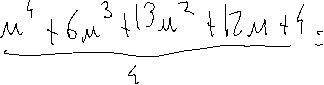 u⁴ + 6u³ + 13u² + 12u + 4 =
4